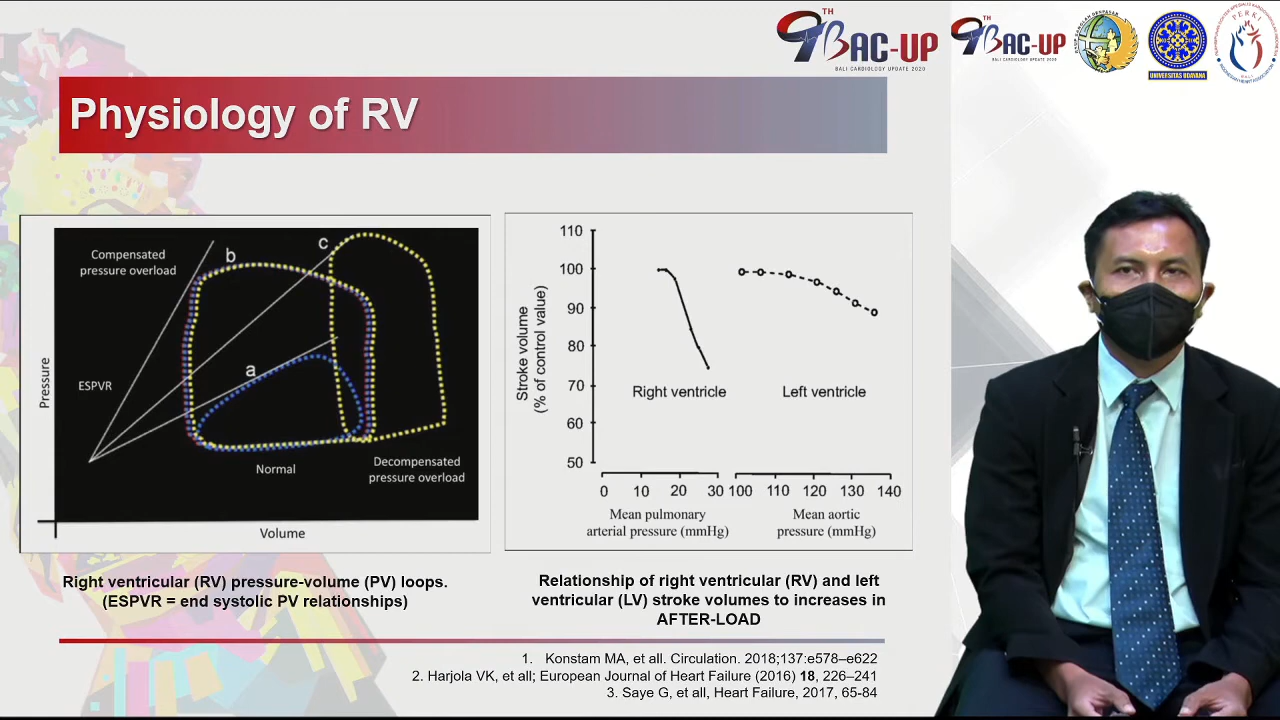 9TH BAC-UP
BALI CARDIOLOGY UPDATE 2020
9TH BAC-UP
BALI CARDIOLOGY UPDATE 2020
UNIVERSITAS UDAYANA
PERKI
BALI
Physiology of RV
Compensated
pressure overload
b
c
a
ESPVR
Pressure
Normal
Decompensated
pressure overload
Volume
Right ventricular (RV) pressure-volume (PV) loops.
(ESPVR = end systolic PV relationships)
Stroke volume
(% of control value)
110
100
90
80
70
60
50
Right ventricle
Left ventricle
0 10 20 30 100 110 120 130 140
Mean pulmonary
arterial pressure (mmHg)
Mean aortic
pressure (mmHg)
Relationship of right ventricular (RV) and left
ventricular (LV) stroke volumes to increases in
AFTER-LOAD
1. Konstam MA, et all. Circulation. 2018;137:e578–e622
2. Harjola VK, et all; European Journal of Heart Failure (2016) 18, 226–241
3. Saye G, et all, Heart Failure, 2017, 65-84